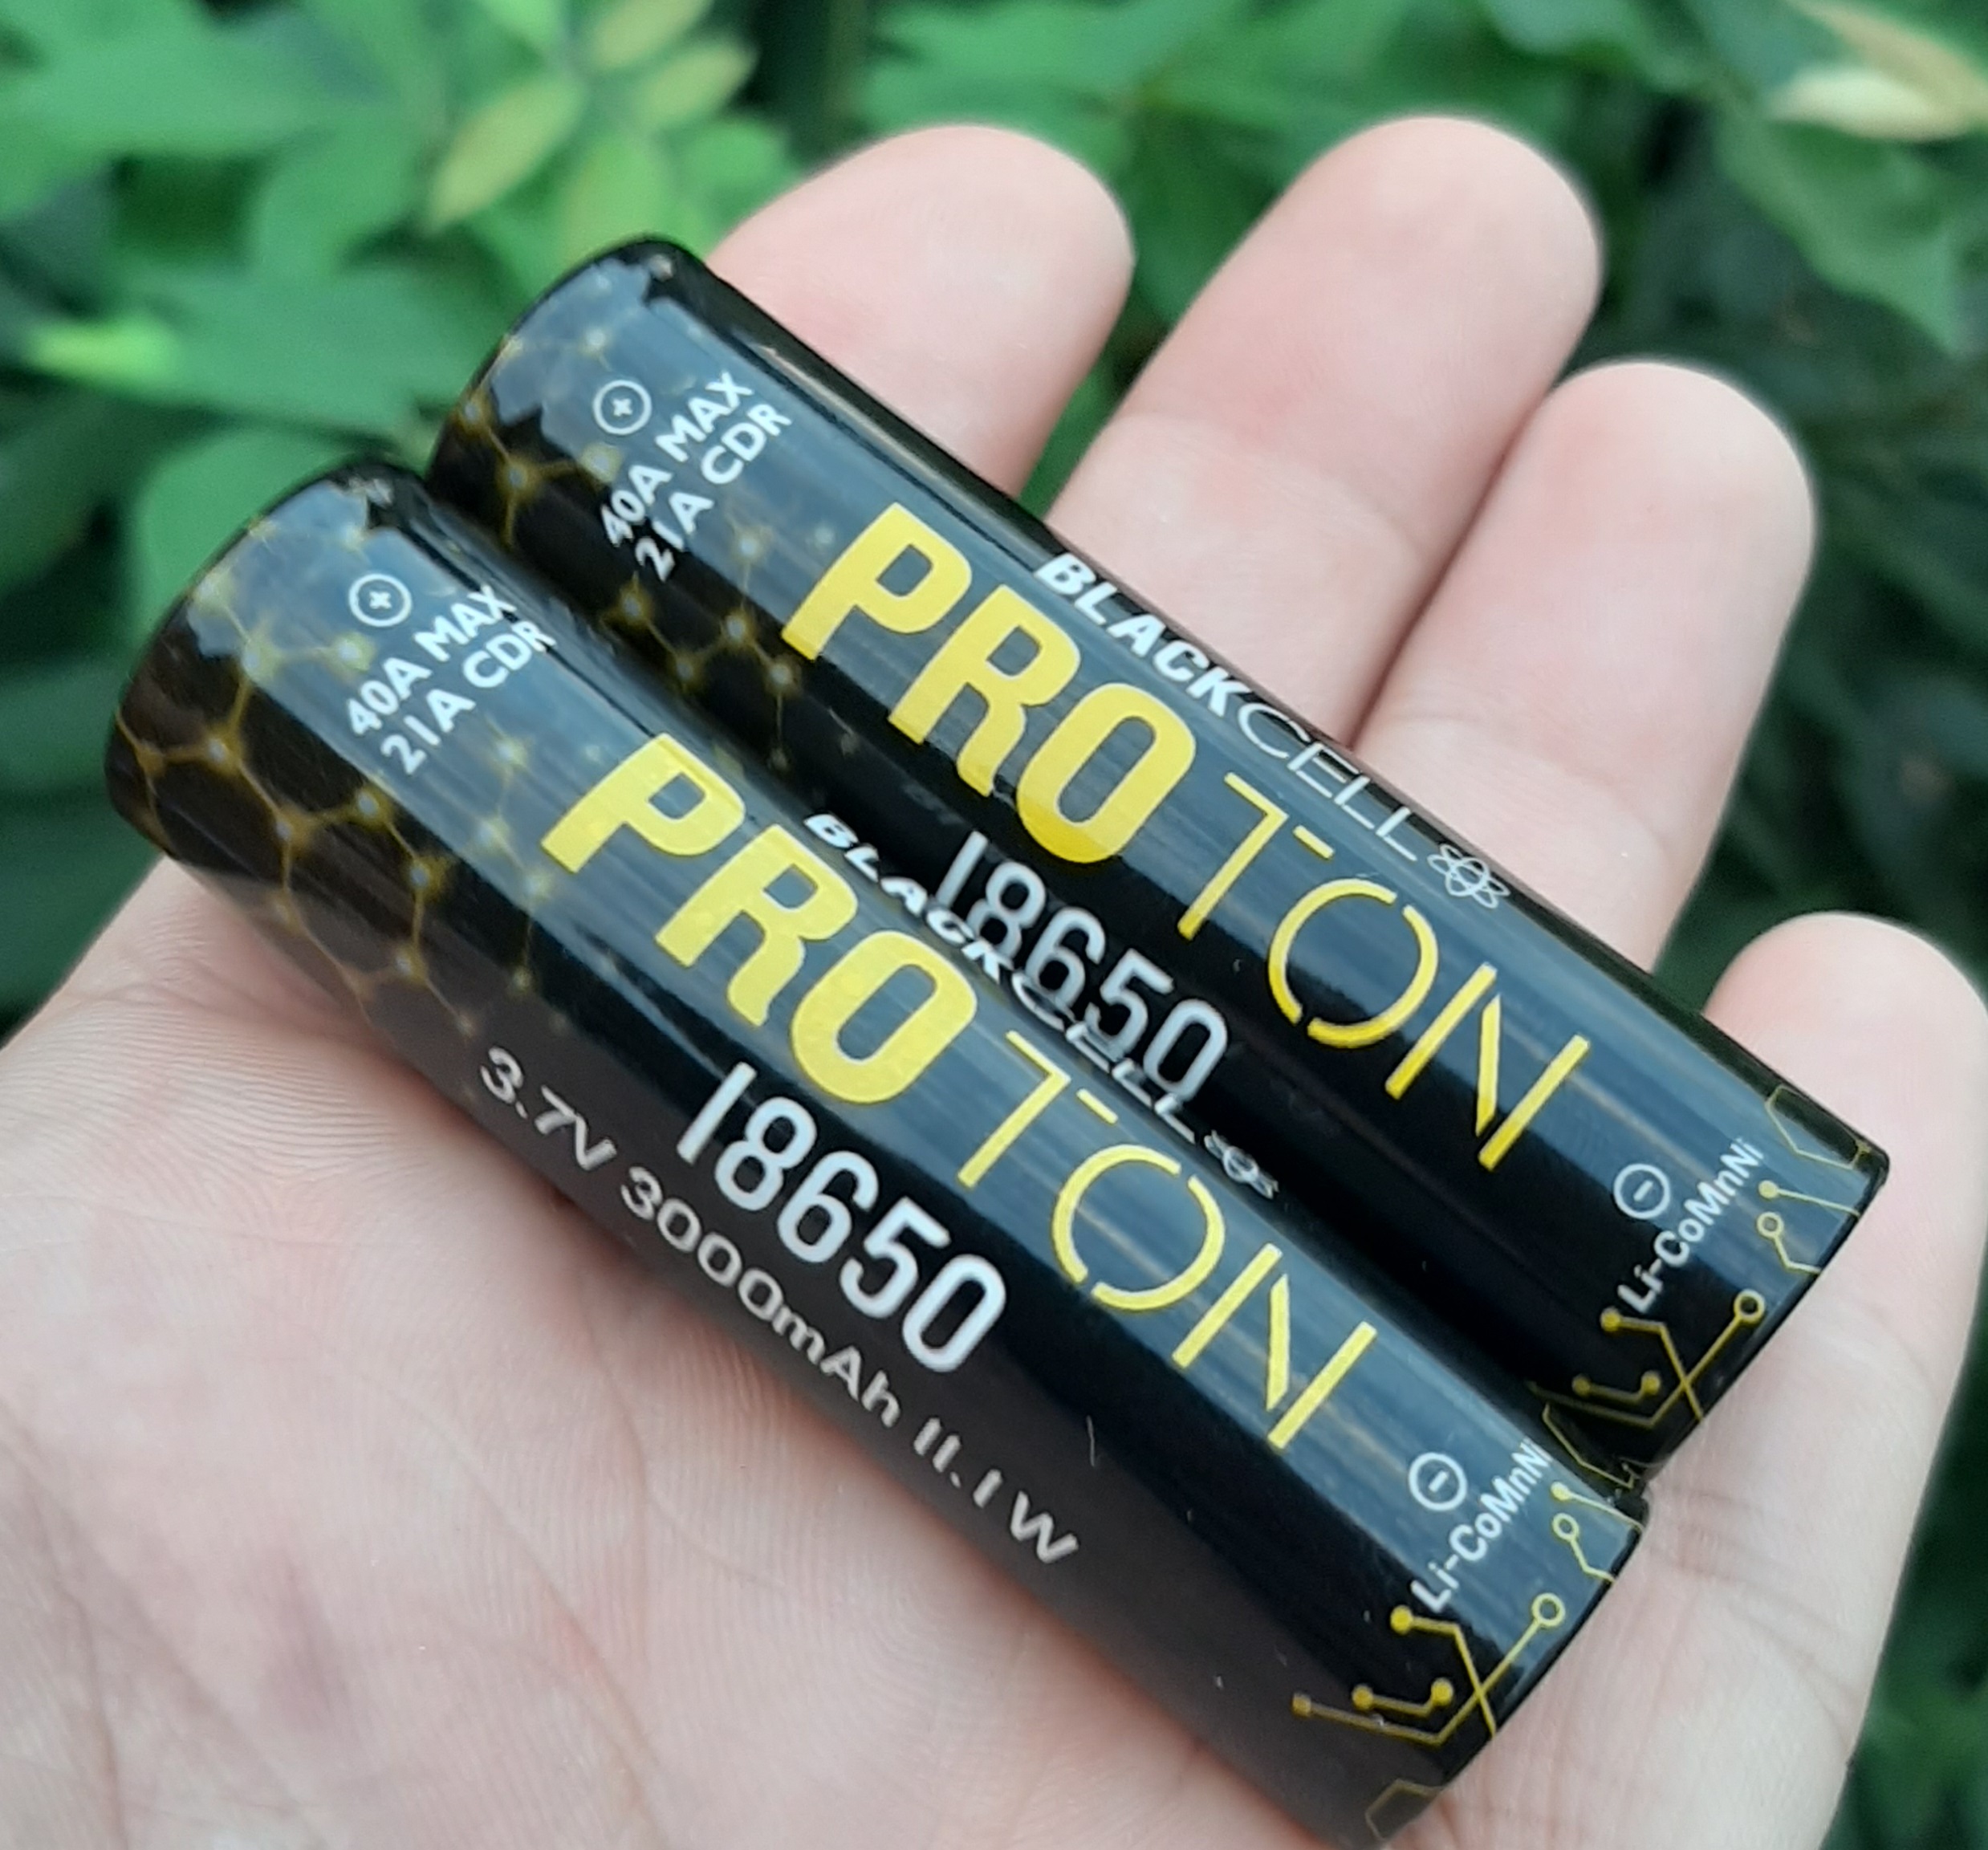 +
40A MAX
21A CDR
BLACKCELL
PROTON
18650
-
Li-CoMnNi
+
40A MAX
21A CDR
BLACKCELL
PROTON
18650
3.7V 3000mAh 11.1W
-
Li-CoMnNi